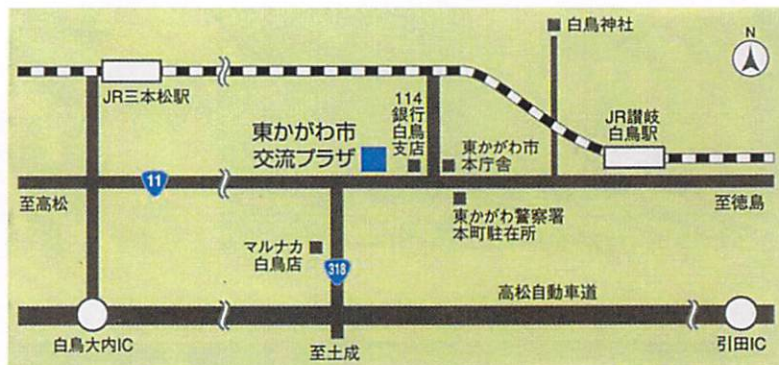 白鳥神社
N
JR三本松駅
114
銀行
白鳥
支店
JR讃岐
白鳥駅
東かがわ市
交流プラザ
東かがわ市
本庁舎
11
至高松
至徳島
東かがわ警察署
本町駐在所
マルナカ
白鳥店
318
高松自動車道
白鳥大内IC
至土成
引田IC